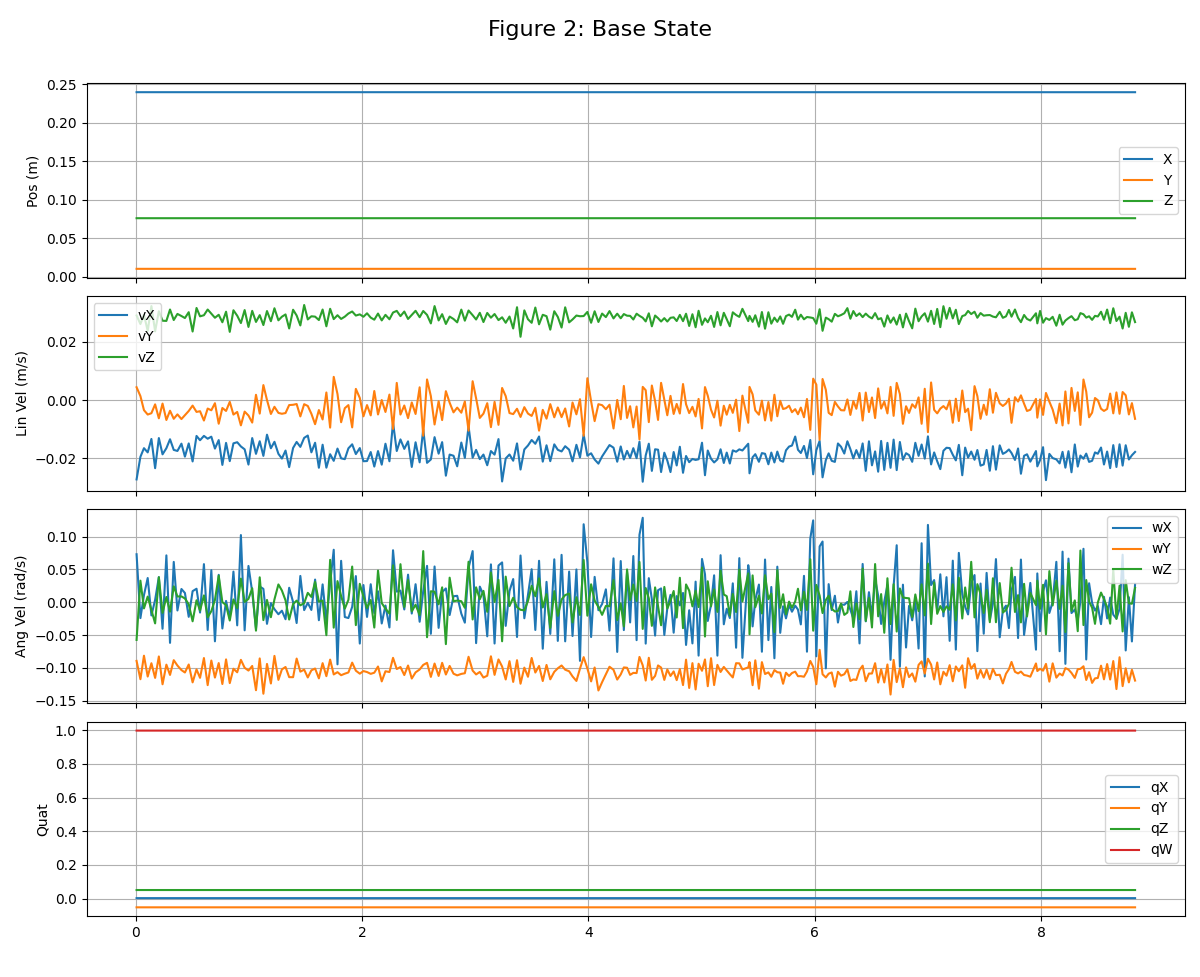 Figure 2: Base State
0.25
0.20
0.15
0.10
0.05
0.00
Pos (m)
X
Y
Z
0.02
0.00
−0.02
Lin Vel (m/s)
vX
vY
vZ
0.10
0.05
0.00
−0.05
−0.10
−0.15
Ang Vel (rad/s)
wX
wY
wZ
1.0
0.8
0.6
0.4
0.2
0.0
Quat
qX
qY
qZ
qW
0
2
4
6
8